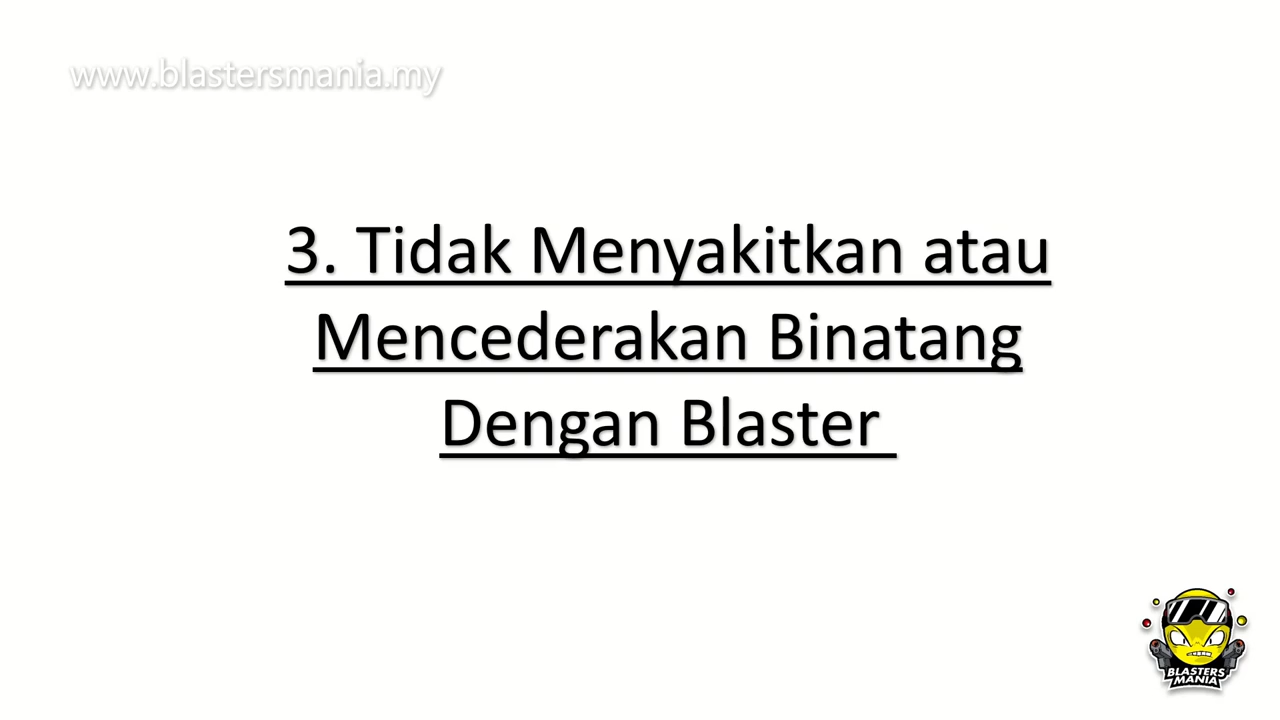 www.blastersmania.my
3. Tidak Menyakitkan atau
Mencederakan Binatang
Dengan Blaster
BLASTERS
MANIA